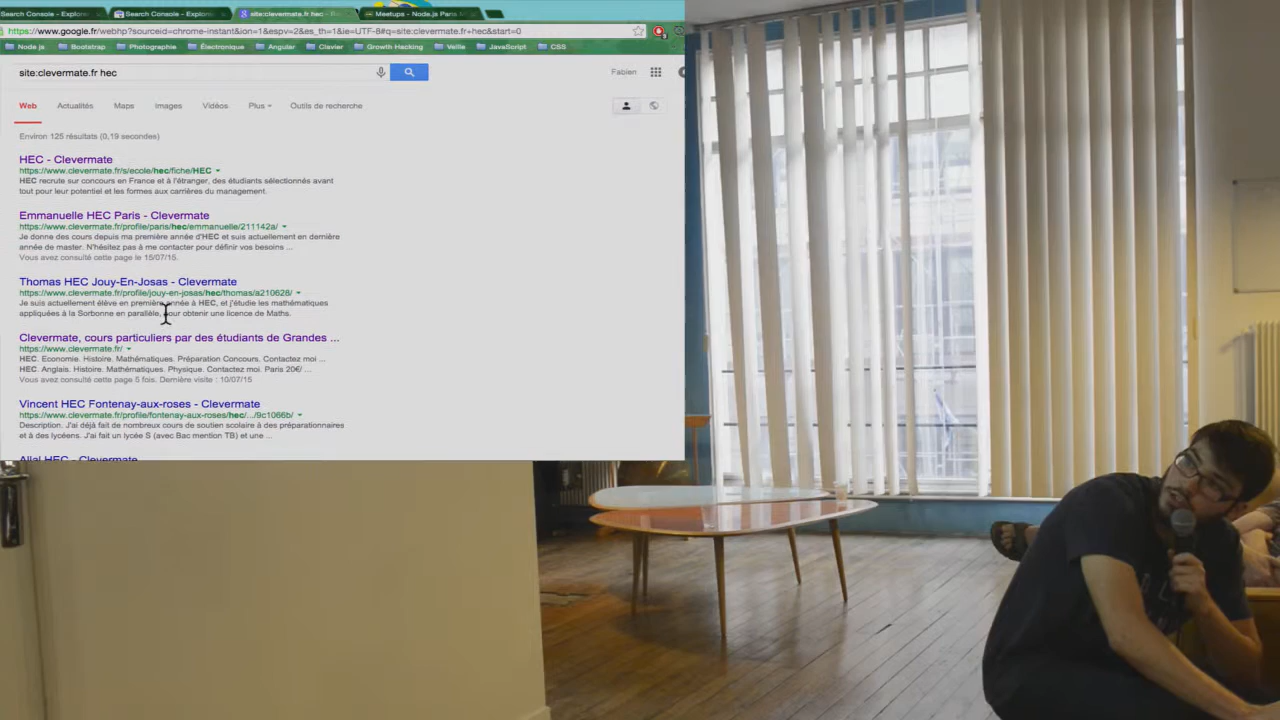 Search Console - Explore
Search Console - Explore
site:clevermate.fr hec
Meetups - Node.js Paris
https://www.google.fr/webhp?sourceid=chrome-instant&ion=1&espv=2&es_th=1&ie=UTF-8#q=site:clevermate.fr+hec&start=0
Node js Bootstrap Photographie Électronique Angular Clavier Growth Hacking Veille JavaScript CSS
site:clevermate.fr hec
Fabien
Web Actualités Maps Images Vidéos Plus Outils de recherche
Environ 125 résultats (0,19 secondes)
HEC - Clevermate
https://www.clevermate.fr/s/ecole/hec/fiche/HEC
HEC recrute sur concours en France et à l'étranger, des étudiants sélectionnés avant
tout pour leur potentiel et les formes aux carrières du management.
Emmanuelle HEC Paris - Clevermate
https://www.clevermate.fr/profile/paris/hec/emmanuelle/211142a/
Je donne des cours depuis ma première année d'HEC et suis actuellement en dernière
année de master. N'hésitez pas à me contacter pour définir vos besoins ...
Vous avez consulté cette page le 15/07/15.
Thomas HEC Jouy-En-Josas - Clevermate
https://www.clevermate.fr/profile/jouy-en-josas/hec/thomas/a210628/
Je suis actuellement élève en première année à HEC, et j'étudie les mathématiques
appliquées à la Sorbonne en parallèle, pour obtenir une licence de Maths.
Clevermate, cours particuliers par des étudiants de Grandes ...
https://www.clevermate.fr/
HEC. Economie. Histoire. Mathématiques. Préparation Concours. Contactez moi ...
HEC. Anglais. Histoire. Mathématiques. Physique. Contactez moi. Paris 20€/ ...
Vous avez consulté cette page 5 fois. Dernière visite : 10/07/15
Vincent HEC Fontenay-aux-roses - Clevermate
https://www.clevermate.fr/profile/fontenay-aux-roses/hec/.../9c1066b/
Description. J'ai déjà fait de nombreux cours de soutien scolaire à des préparationnaires
et à des lycéens. J'ai fait un lycée S (avec Bac mention TB) et une ...
Allal HEC - Clevermate